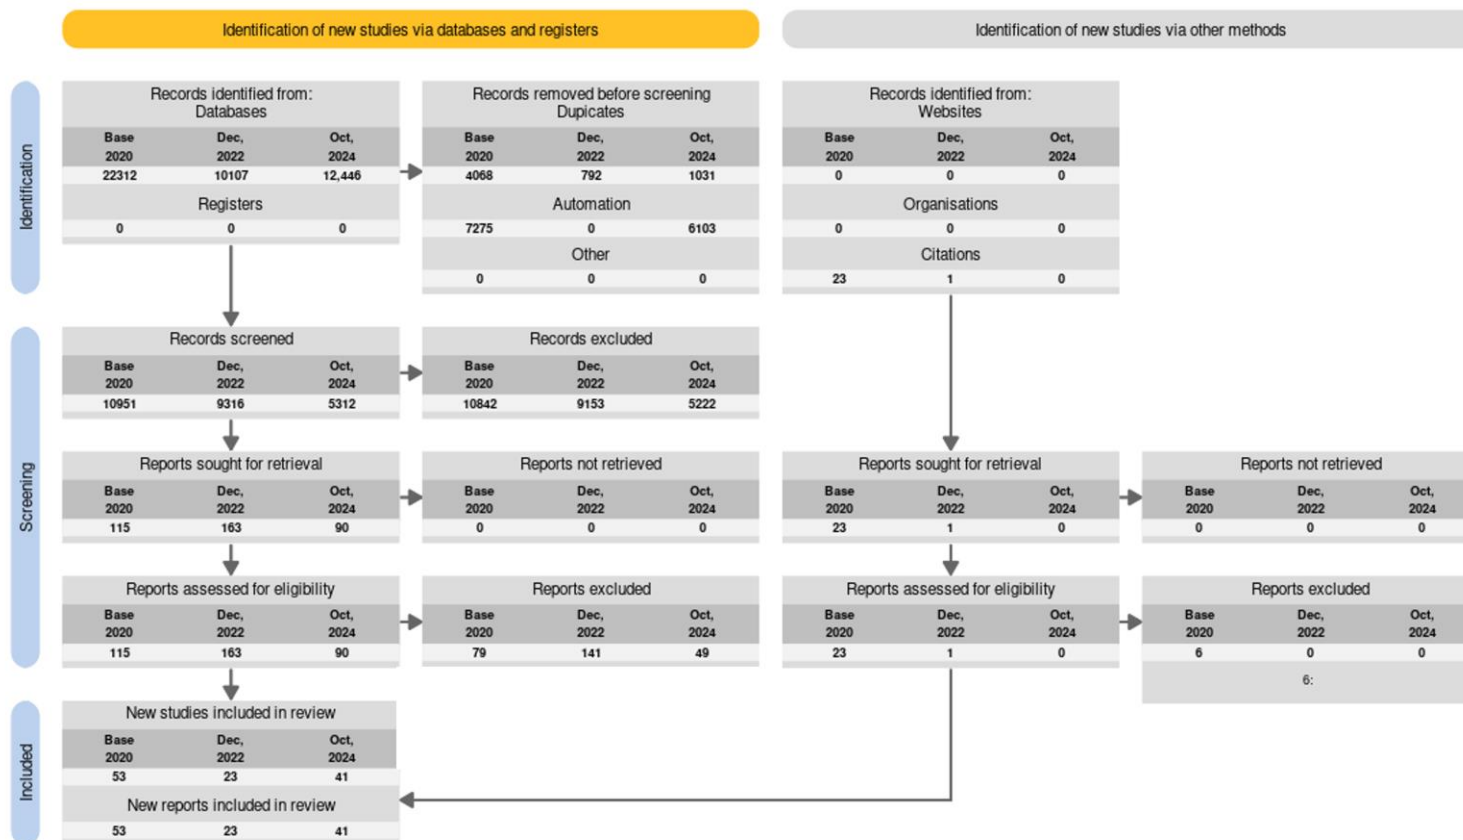 Identification of new studies via databases and registers
Identification of new studies via other methods
Identification
Records identified from:
Databases
Base Dec, Oct,
2020 2022 2024
22312 10107 12,446
Registers
0 0 0
Records removed before screening
Dupicates
Base Dec, Oct,
2020 2022 2024
4068 792 1031
Automation
7275 0 6103
Other
0 0 0
Records identified from:
Websites
Base Dec, Oct,
2020 2022 2024
0 0 0
Organisations
0 0 0
Citations
23 1 0
Screening
Records screened
Base Dec, Oct,
2020 2022 2024
10951 9316 5312
Records excluded
Base Dec, Oct,
2020 2022 2024
10842 9153 5222
Reports sought for retrieval
Base Dec, Oct,
2020 2022 2024
115 163 90
Reports not retrieved
Base Dec, Oct,
2020 2022 2024
0 0 0
Reports sought for retrieval
Base Dec, Oct,
2020 2022 2024
23 1 0
Reports not retrieved
Base Dec, Oct,
2020 2022 2024
0 0 0
Reports assessed for eligibility
Base Dec, Oct,
2020 2022 2024
115 163 90
Reports excluded
Base Dec, Oct,
2020 2022 2024
79 141 49
Reports assessed for eligibility
Base Dec, Oct,
2020 2022 2024
23 1 0
Reports excluded
Base Dec, Oct,
2020 2022 2024
6 0 0
6:
Included
New studies included in review
Base Dec, Oct,
2020 2022 2024
53 23 41
New reports included in review
53 23 41